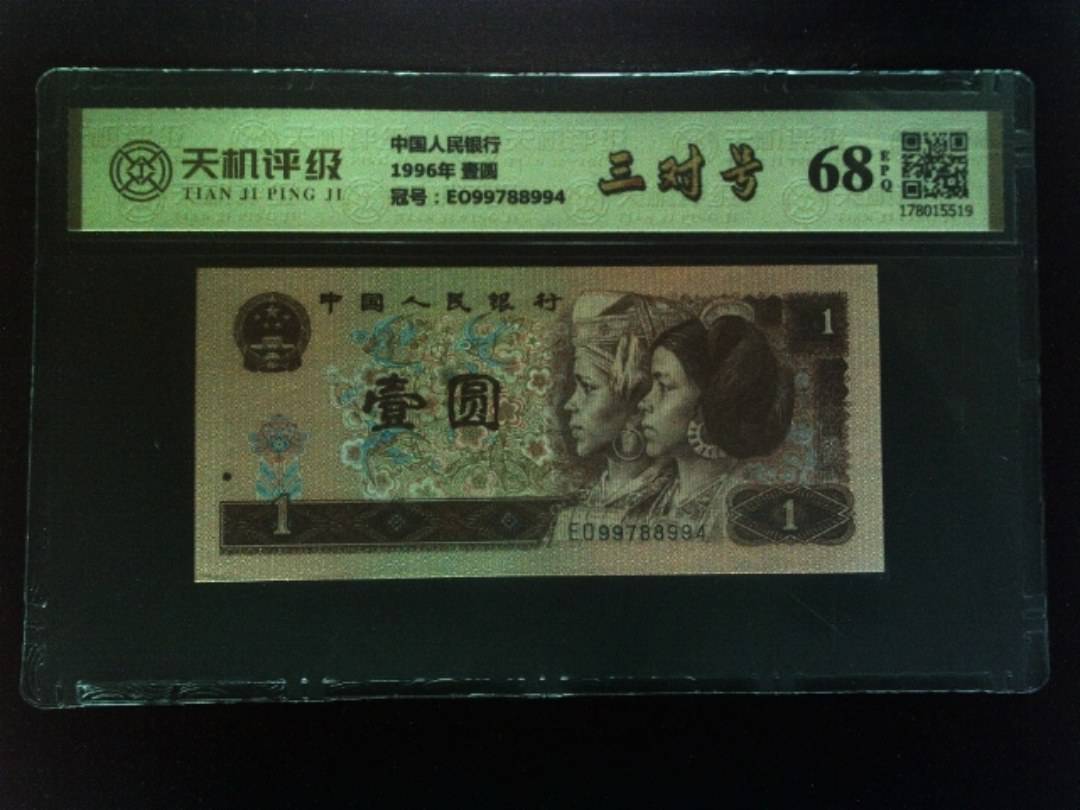 天机评级
TIAN JI PING JI
中国人民银行
1996年 壹圆
冠号：EO99788994
三对号
68
EPQ
178015519
中国人民银行
1
壹圆
1
EO99788994
1